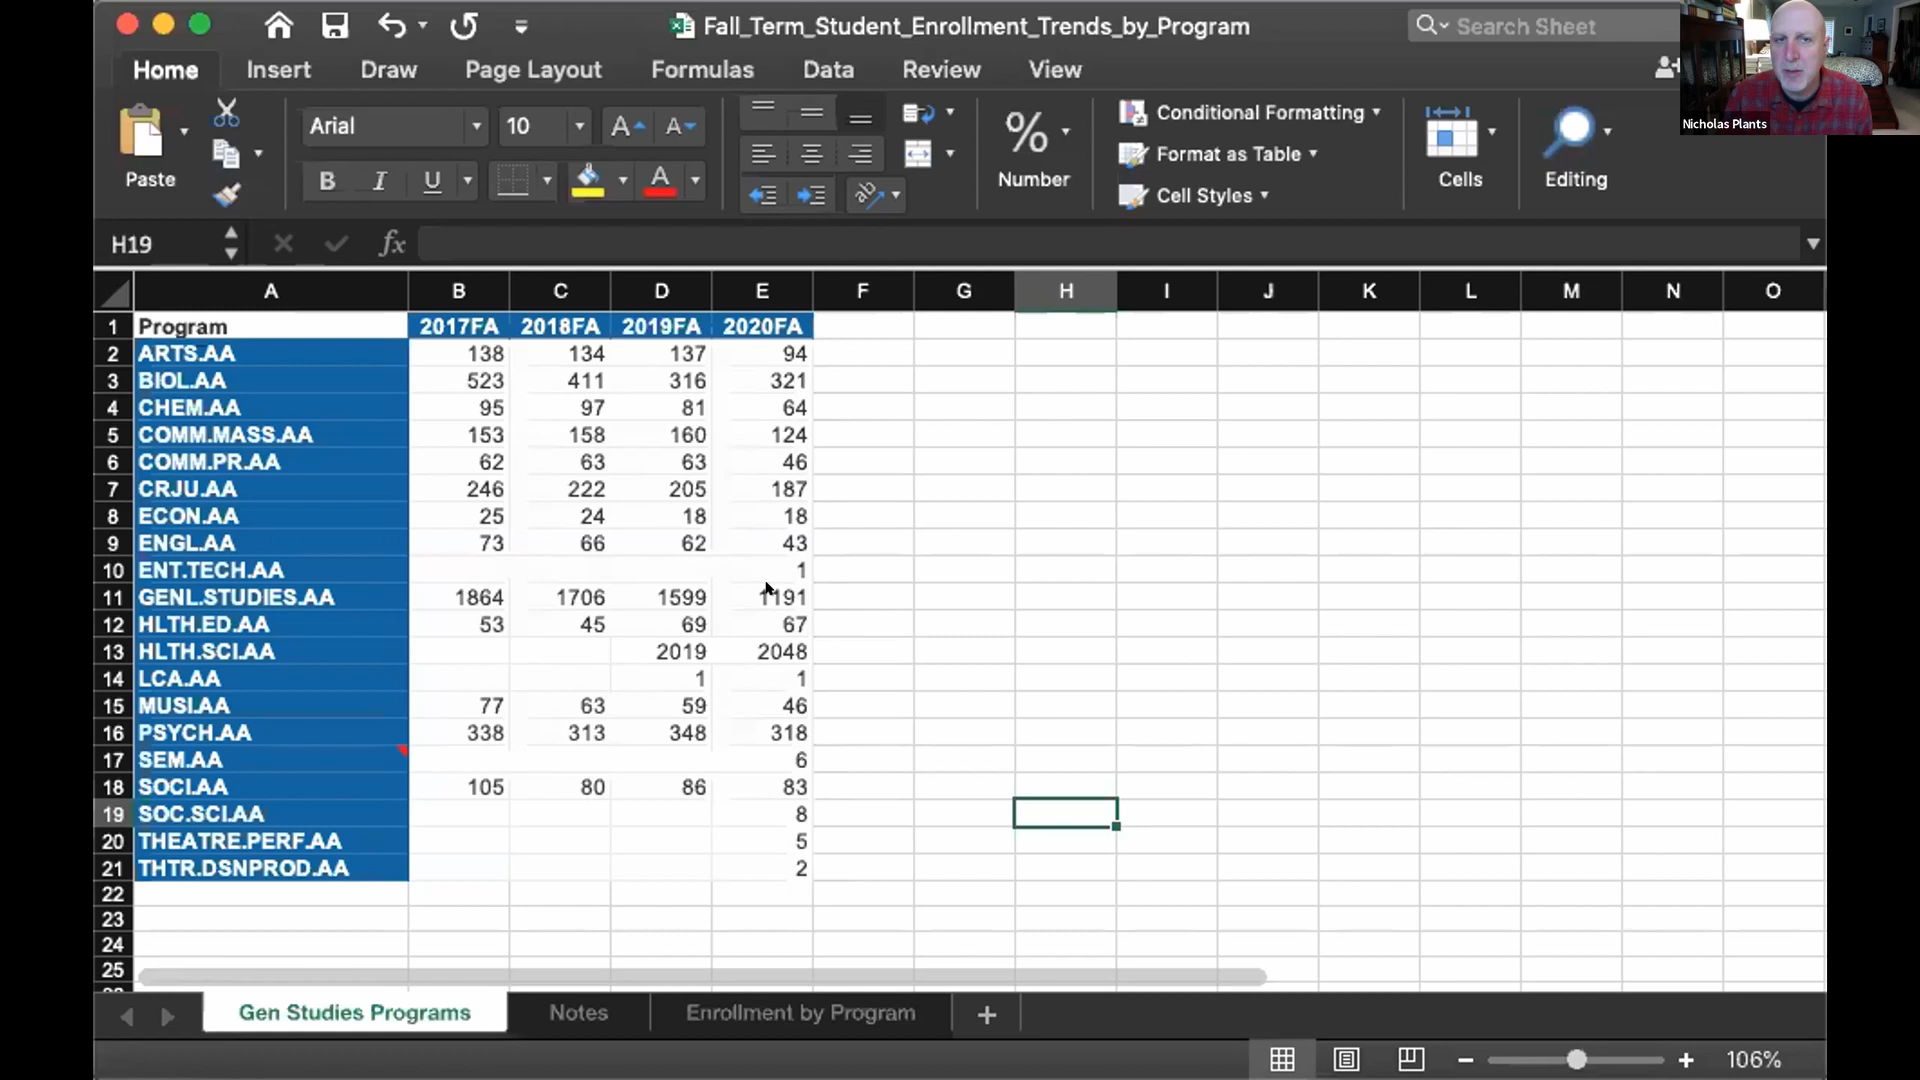 Fall_Term_Student_Enrollment_Trends_by_Program
Search Sheet
Home Insert Draw Page Layout Formulas Data Review View
Nicholas Plants
Arial 10 A A
% Conditional Formatting
Format as Table
Cell Styles
Paste B I U A ab Number Cells Editing
H19 fx
A B C D E F G H I J K L M N O
1 Program 2017FA 2018FA 2019FA 2020FA
2 ARTS.AA 138 134 137 94
3 BIOL.AA 523 411 316 321
4 CHEM.AA 95 97 81 64
5 COMM.MASS.AA 153 158 160 124
6 COMM.PR.AA 62 63 63 46
7 CRJU.AA 246 222 205 187
8 ECON.AA 25 24 18 18
9 ENGL.AA 73 66 62 43
10 ENT.TECH.AA 1
11 GENL.STUDIES.AA 1864 1706 1599 1191
12 HLTH.ED.AA 53 45 69 67
13 HLTH.SCI.AA 2019 2048
14 LCA.AA 1 1
15 MUSI.AA 77 63 59 46
16 PSYCH.AA 338 313 348 318
17 SEM.AA 6
18 SOCI.AA 105 80 86 83
19 SOC.SCI.AA 8
20 THEATRE.PERF.AA 5
21 THTR.DSNPROD.AA 2
22
23
24
25
Gen Studies Programs Notes Enrollment by Program +
106%